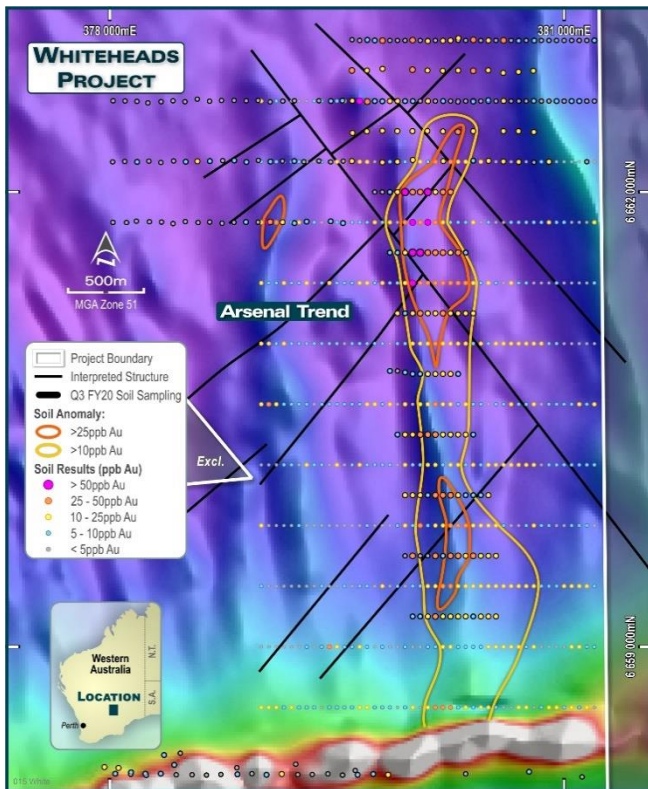 378 000mE
381 000mE
WHITEHEADS
PROJECT
6 662 000mN
500m
MGA Zone 51
Arsenal Trend
Project Boundary
Interpreted Structure
Q3 FY20 Soil Sampling
Soil Anomaly:
>25ppb Au
>10ppb Au
Soil Results (ppb Au)
> 50ppb Au
25 - 50ppb Au
10 - 25ppb Au
5 - 10ppb Au
< 5ppb Au
Excl.
Western
Australia
N.T.
S.A.
LOCATION
Perth
6 659 000mN
015 White